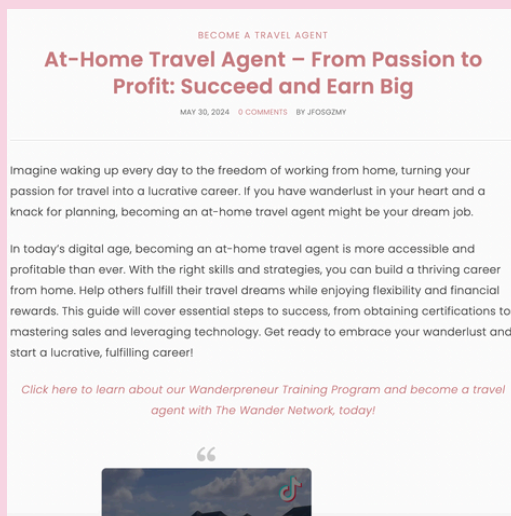 BECOME A TRAVEL AGENT
At-Home Travel Agent – From Passion to
Profit: Succeed and Earn Big
MAY 30, 2024 0 COMMENTS BY JFOSGZMY
Imagine waking up every day to the freedom of working from home, turning your
passion for travel into a lucrative career. If you have wanderlust in your heart and a
knack for planning, becoming an at-home travel agent might be your dream job.
In today’s digital age, becoming an at-home travel agent is more accessible and
profitable than ever. With the right skills and strategies, you can build a thriving career
from home. Help others fulfill their travel dreams while enjoying flexibility and financial
rewards. This guide will cover essential steps to success, from obtaining certifications to
mastering sales and leveraging technology. Get ready to embrace your wanderlust and
start a lucrative, fulfilling career!
Click here to learn about our Wanderpreneur Training Program and become a travel
agent with The Wander Network, today!
“